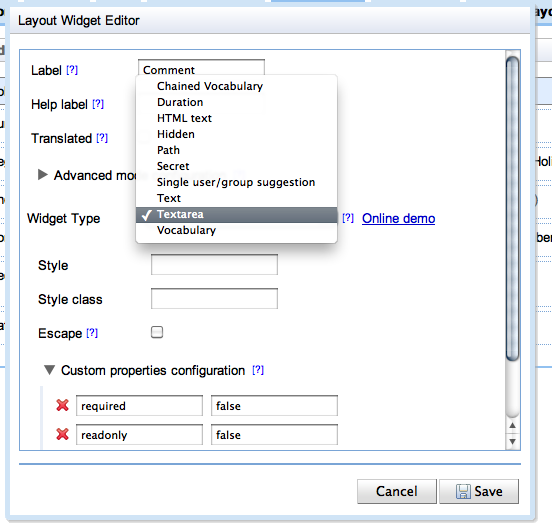 Layout Widget Editor
Label [?] Comment
Chained Vocabulary
Duration
Help label [?]
HTML text
Hidden
Translated [?]
Path
Secret
Advanced mo
Single user/group suggestion
Text
Widget Type Textarea [?] Online demo
Vocabulary
Style
Style class
Escape [?]
Custom properties configuration [?]
required false
readonly false
Cancel Save